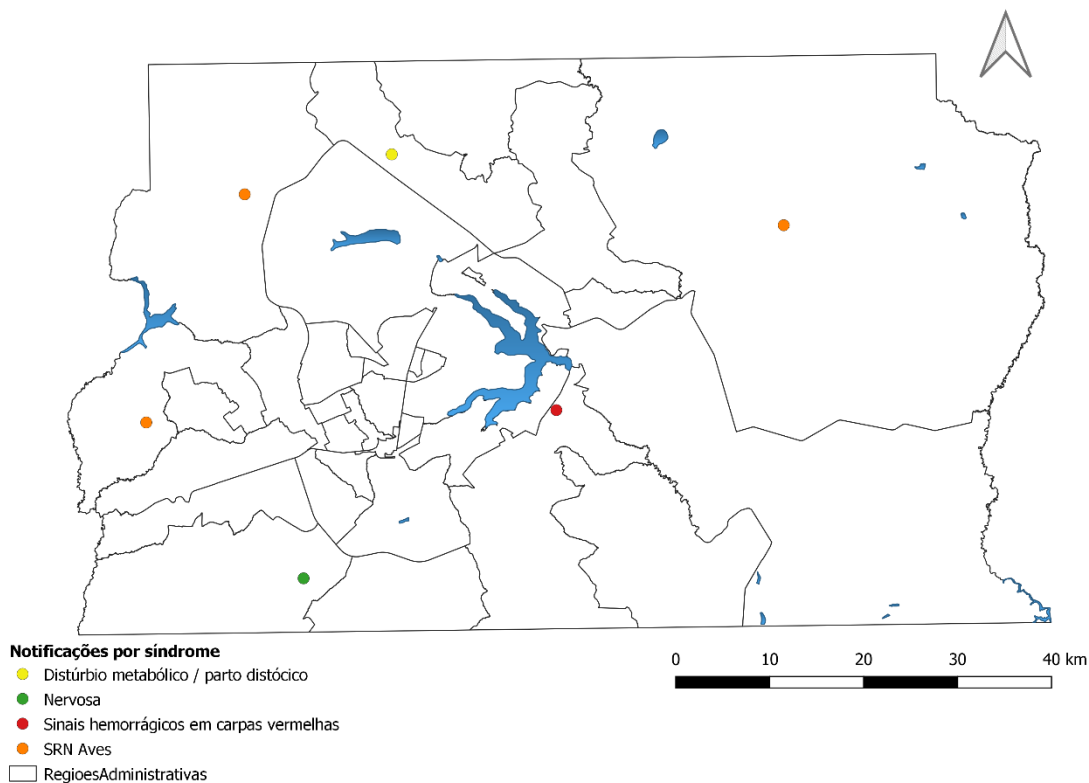 Notificações por síndrome
Distúrbio metabólico / parto distócico
Nervosa
Sinais hemorrágicos em carpas vermelhas
SRN Aves
RegioesAdministrativas
0 10 20 30 40 km